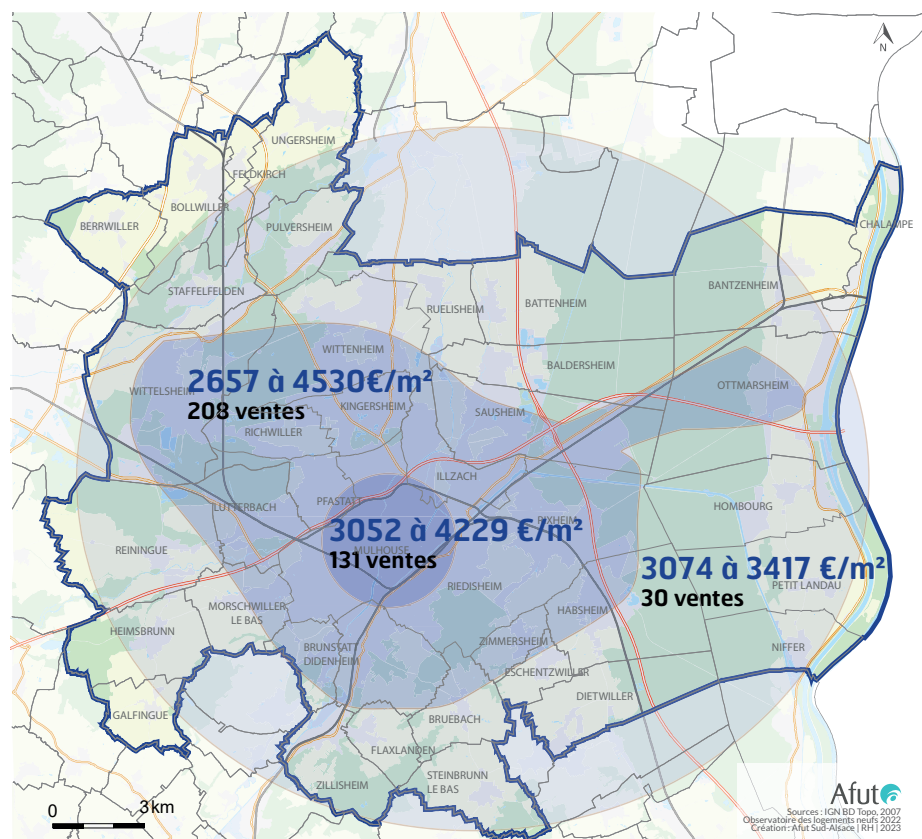 N
UNGERSHEIM
FELDKIRCH
BOLLWILLER
BERRWILLER
PULVERSHEIM
CHALAMPE
STAFFELFELDEN
BANTZENHEIM
RUELISHEIM
BATTENHEIM
WITTENHEIM
BALDERSHEIM
WITTELSHEIM
2657 à 4530€/m²
208 ventes
OTTMARSHEIM
KINGERSHEIM
SAUSHEIM
RICHWILLER
ILLZACH
PFASTATT
LUTTERBACH
HOMBOURG
RIXHEIM
3052 à 4229 €/m²
MULHOUSE
131 ventes
REININGUE
3074 à 3417 €/m²
30 ventes
PETIT LANDAU
RIEDISHEIM
MORSCHWILLER
LE BAS
HABSHEIM
HEIMSBRUNN
ZIMMERSHEIM
BRUNSTATT
DIDENHEIM
NIFFER
ESCHENTZWILLER
DIETWILLER
GALFINGUE
BRUEBACH
FLAXLANDEN
STEINBRUNN
LE BAS
ZILLISHEIM
0 3 km
Afut
Sources : IGN BD Topo, 2007
Observatoire des logements neufs 2022
Création : Afut Sud-Alsace | RH | 2023